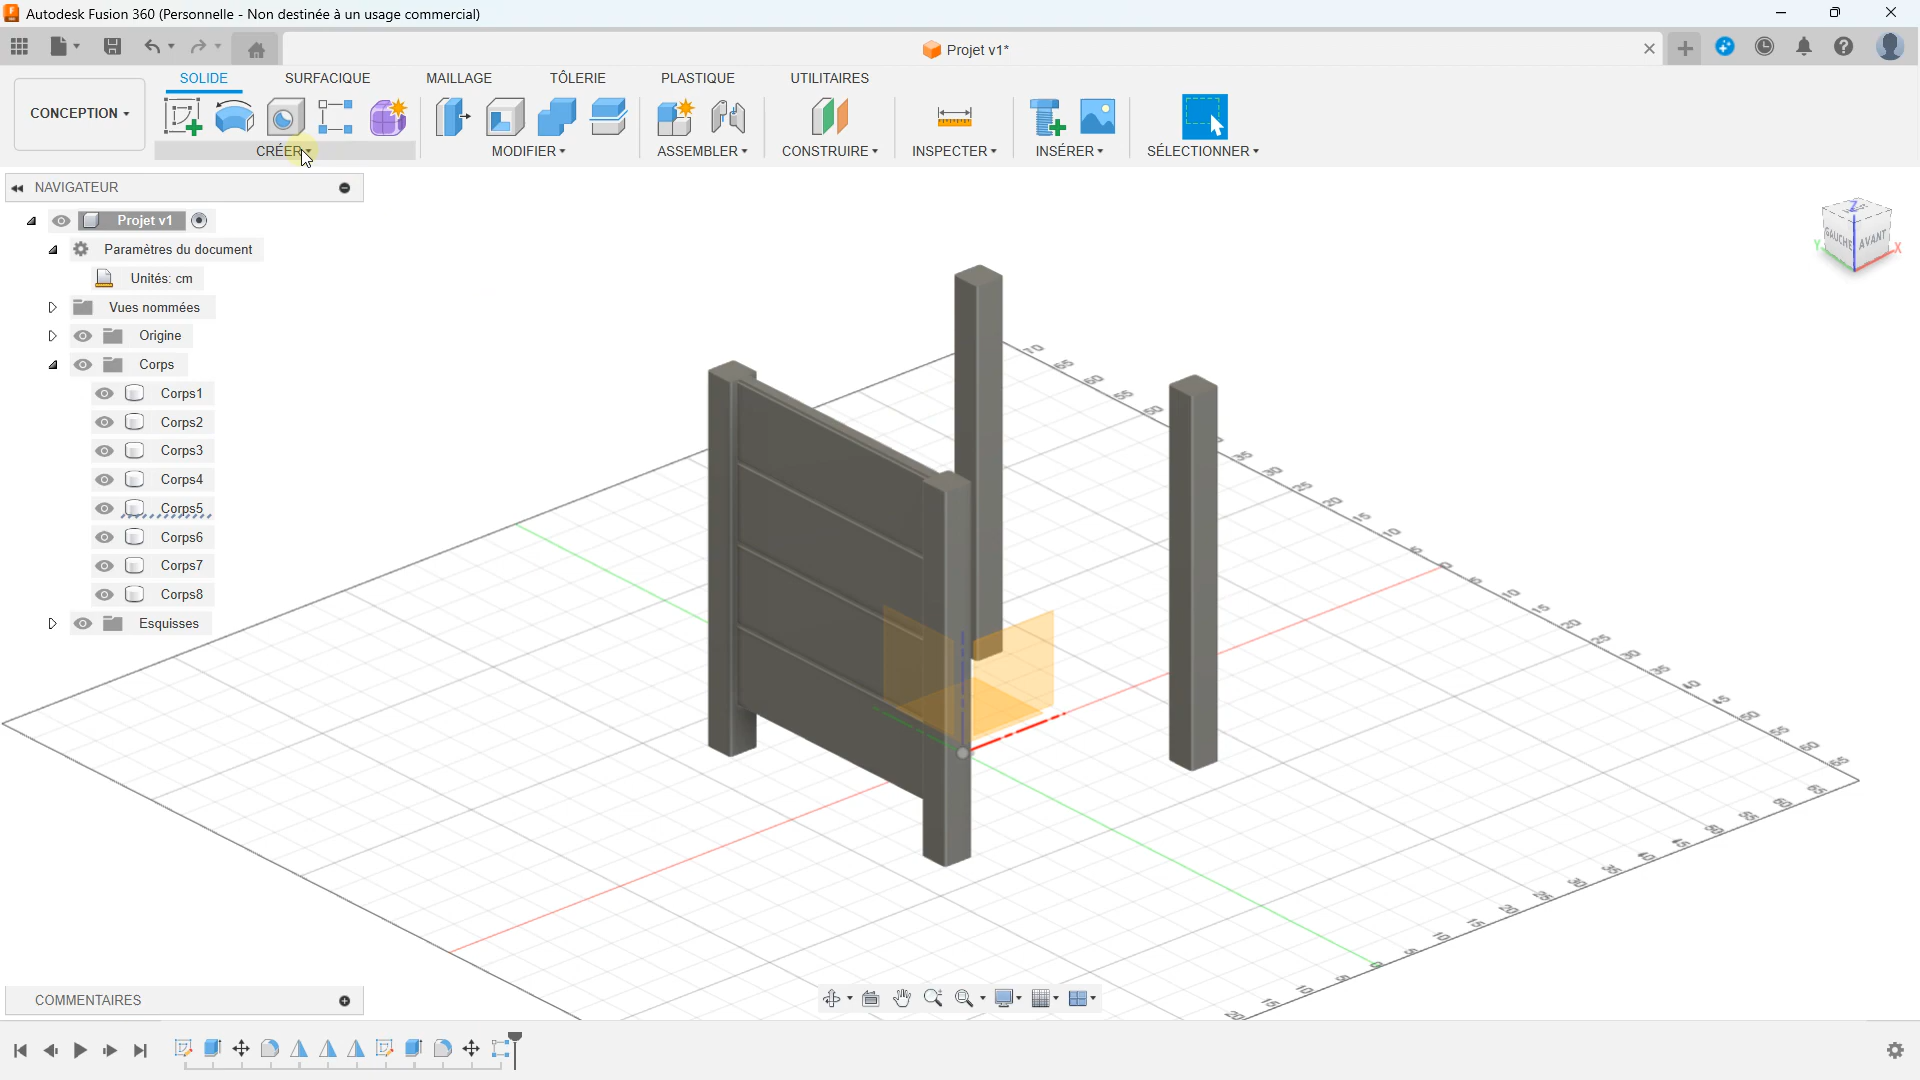 Autodesk Fusion 360 (Personnelle - Non destinée à un usage commercial)
Projet v1*
SOLIDE SURFACIQUE MAILLAGE TÔLERIE PLASTIQUE UTILITAIRES
CONCEPTION
CRÉER MODIFIER ASSEMBLER CONSTRUIRE INSPECTER INSÉRER SÉLECTIONNER
NAVIGATEUR
Projet v1
Paramètres du document
Unités: cm
Vues nommées
Origine
Corps
Corps1
Corps2
Corps3
Corps4
Corps5
Corps6
Corps7
Corps8
Esquisses
Z
GAUCHE AVANT
Y X
COMMENTAIRES